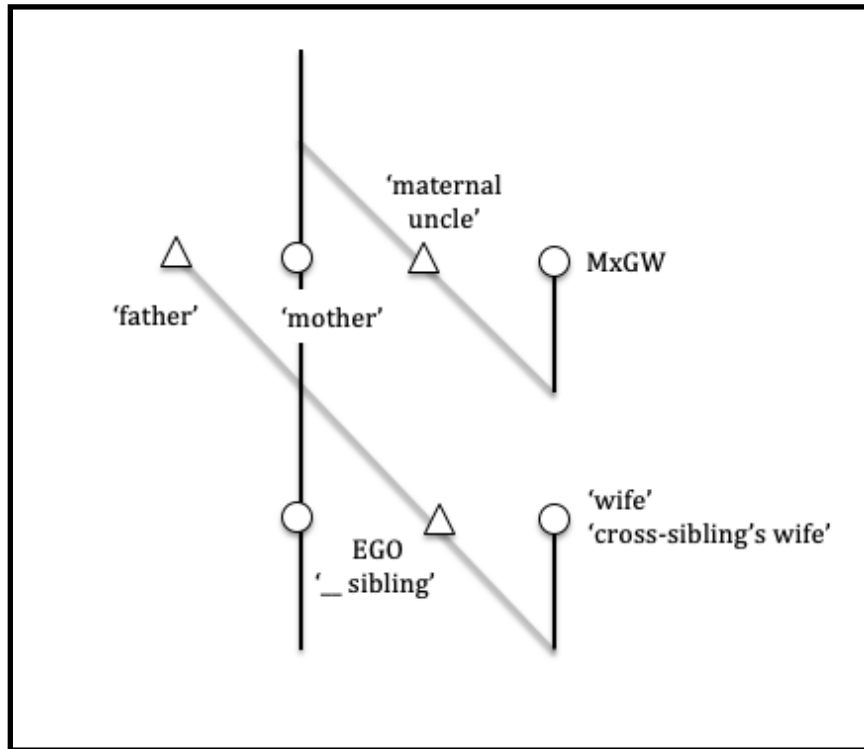 ‘maternal
uncle’
MxGW
‘father’
‘mother’
‘wife’
‘cross-sibling’s wife’
EGO
‘__ sibling’